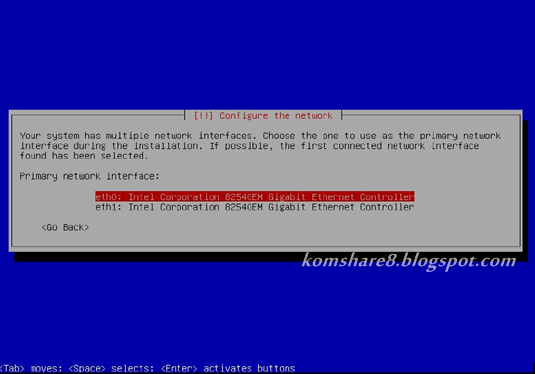 [!!] Configure the network
Your system has multiple network interfaces. Choose the one to use as the primary network
interface during the installation. If possible, the first connected network interface
found has been selected.
Primary network interface:
eth0: Intel Corporation 82540EM Gigabit Ethernet Controller
eth1: Intel Corporation 82540EM Gigabit Ethernet Controller
<Go Back>
komshare8.blogspot.com
<Tab> moves; <Space> selects; <Enter> activates buttons